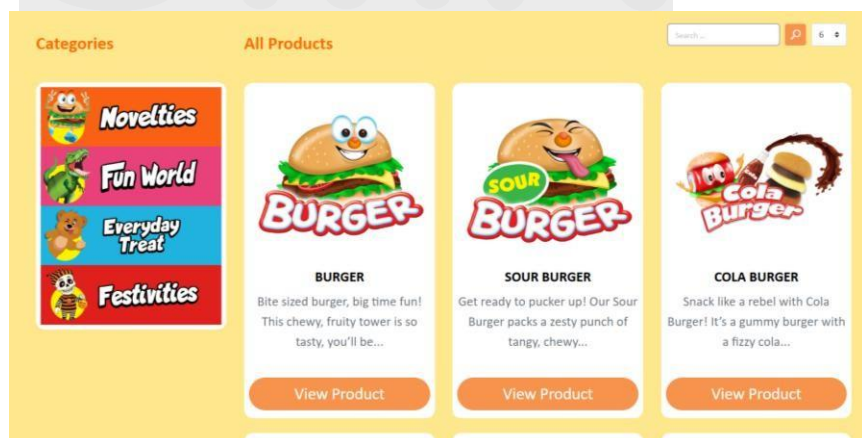 Categories
All Products
Search ...
6
Novelties
Fun World
Everyday
Treat
Festivities
BURGER
BURGER
Bite sized burger, big time fun!
This chewy, fruity tower is so
tasty, you'll be...
View Product
SOUR
BURGER
SOUR BURGER
Get ready to pucker up! Our Sour
Burger packs a zesty punch of
tangy, chewy...
View Product
Cola
Burger
COLA BURGER
Snack like a rebel with Cola
Burger! It's a gummy burger with
a fizzy cola...
View Product